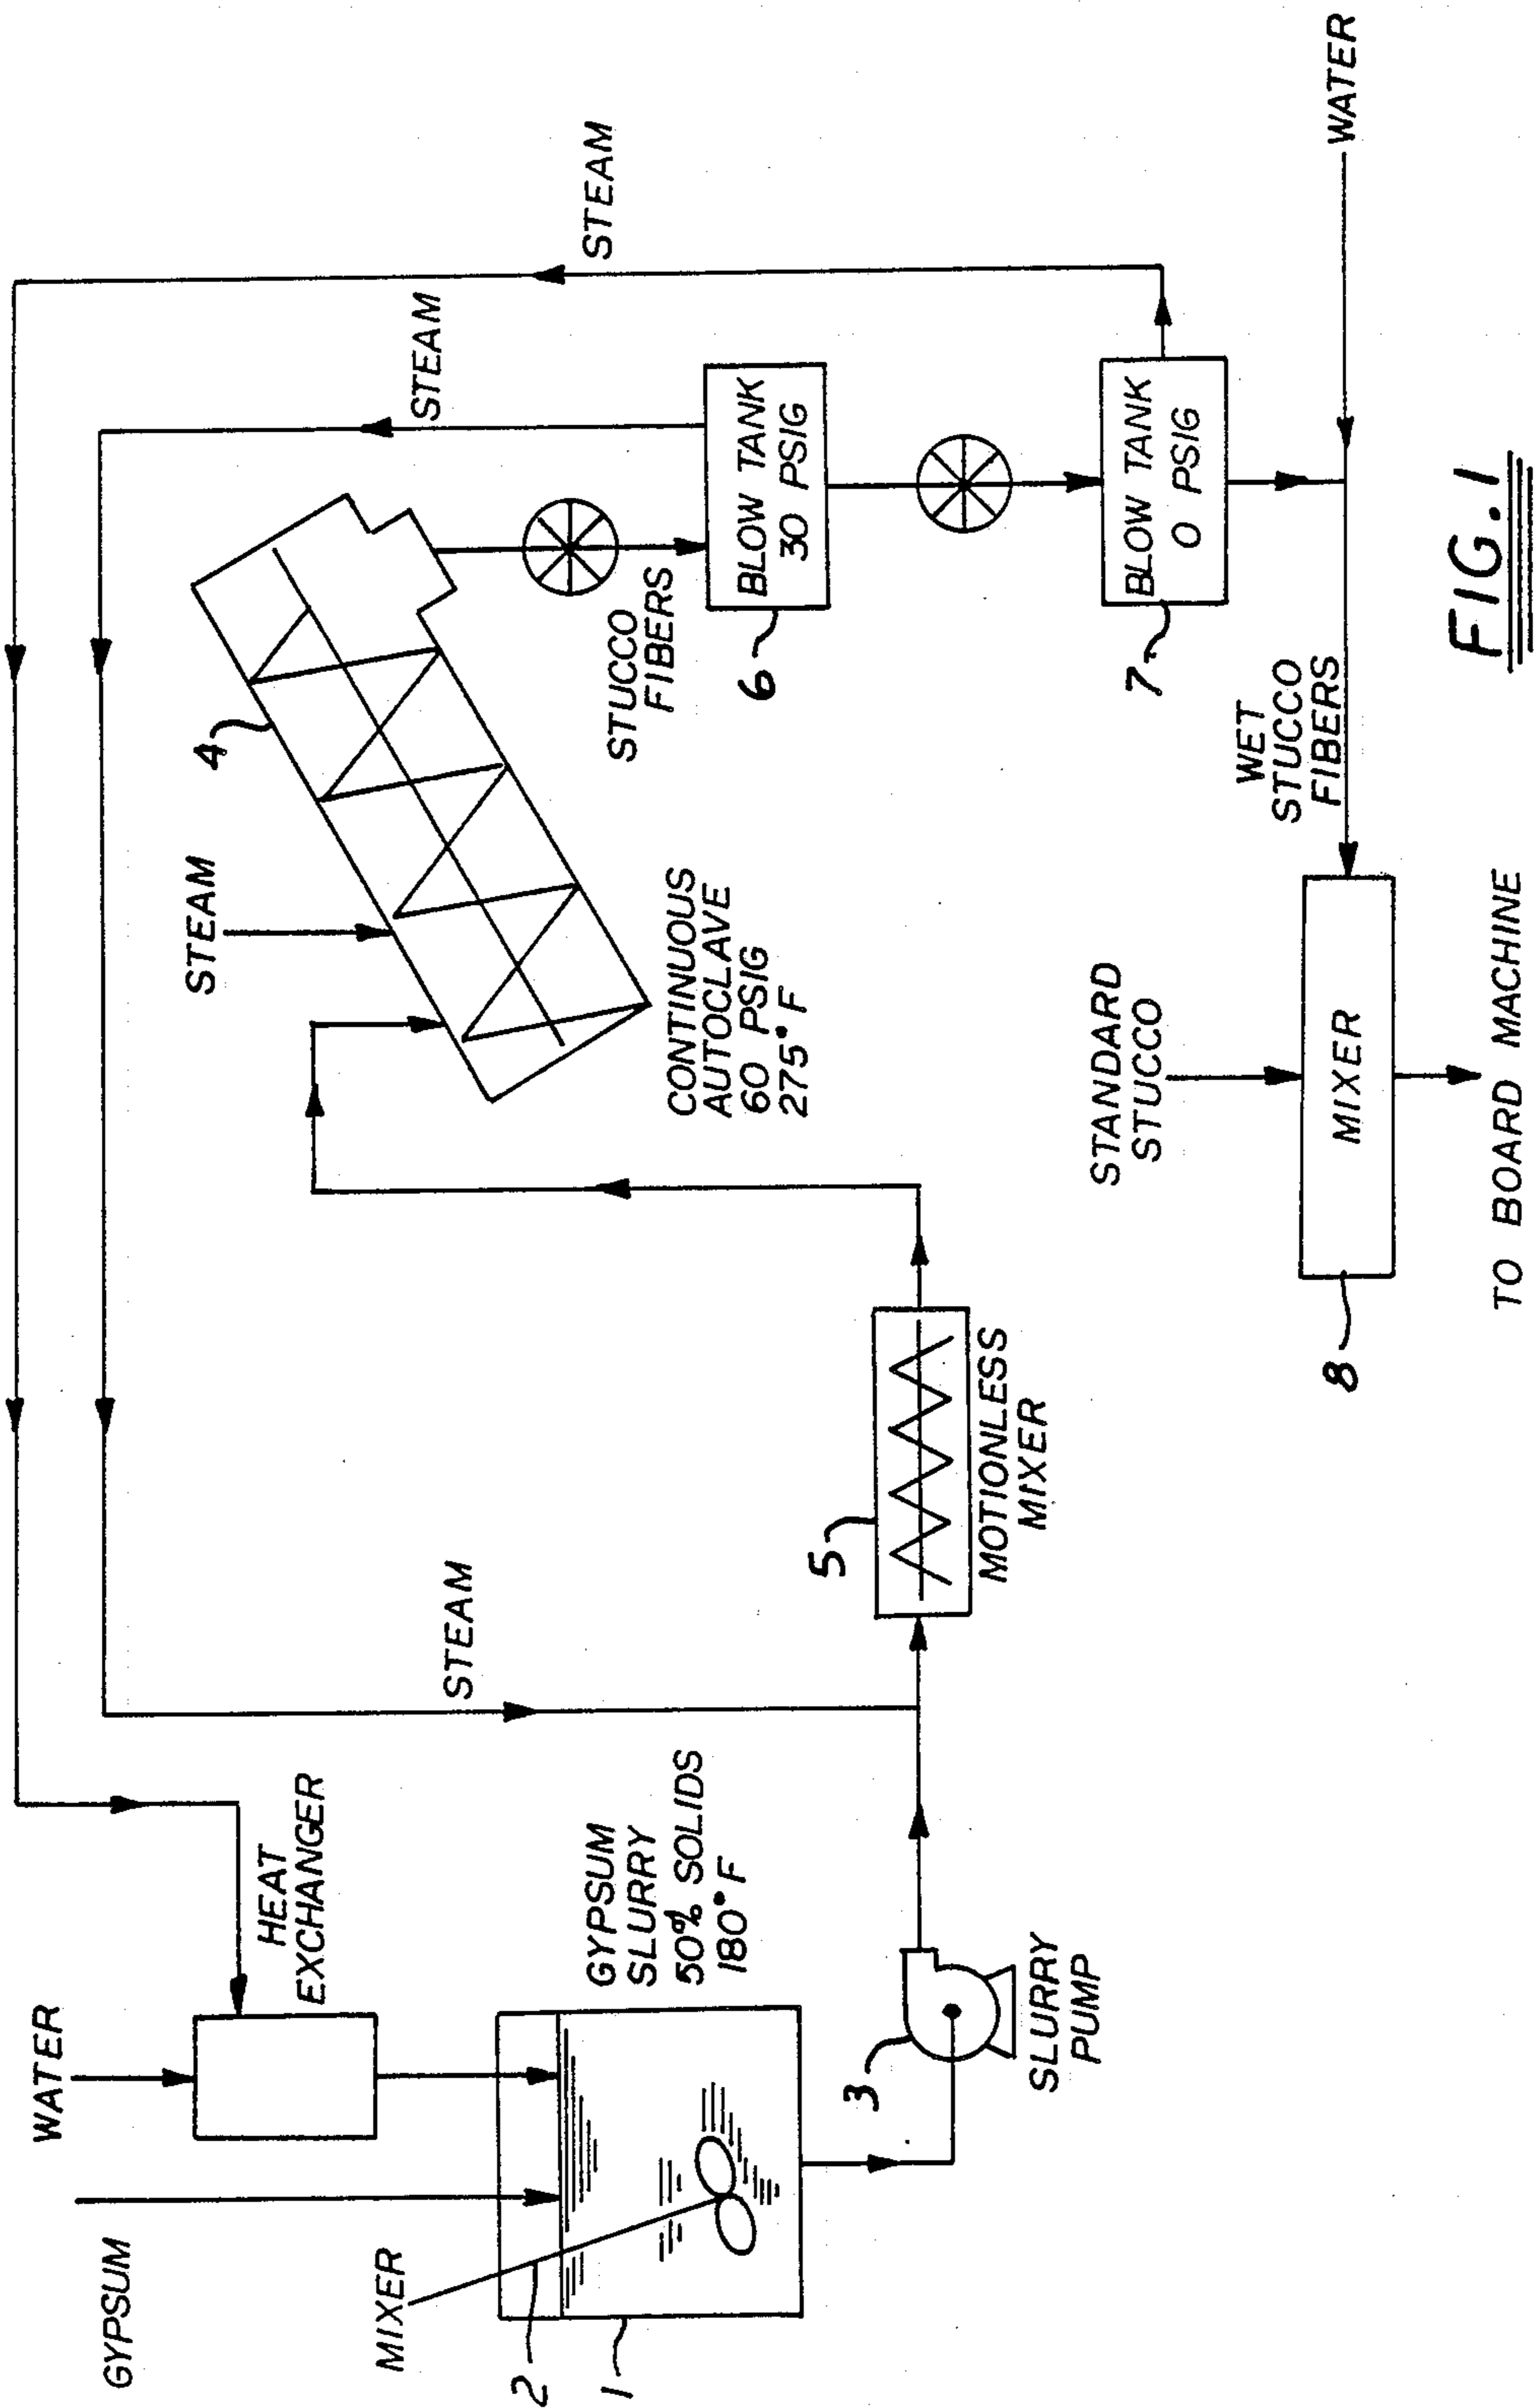 WATER
GYPSUM
HEAT
EXCHANGER
MIXER
2
1
GYPSUM
SLURRY
50% SOLIDS
180°F
3
SLURRY
PUMP
STEAM
5
MOTIONLESS
MIXER
STEAM
4
CONTINUOUS
AUTOCLAVE
60 PSIG
275°F
STEAM
STEAM
STUCCO
FIBERS
BLOW TANK
30 PSIG
6
BLOW TANK
0 PSIG
7
WATER
WET
STUCCO
FIBERS
STANDARD
STUCCO
MIXER
8
TO BOARD MACHINE
FIG. 1